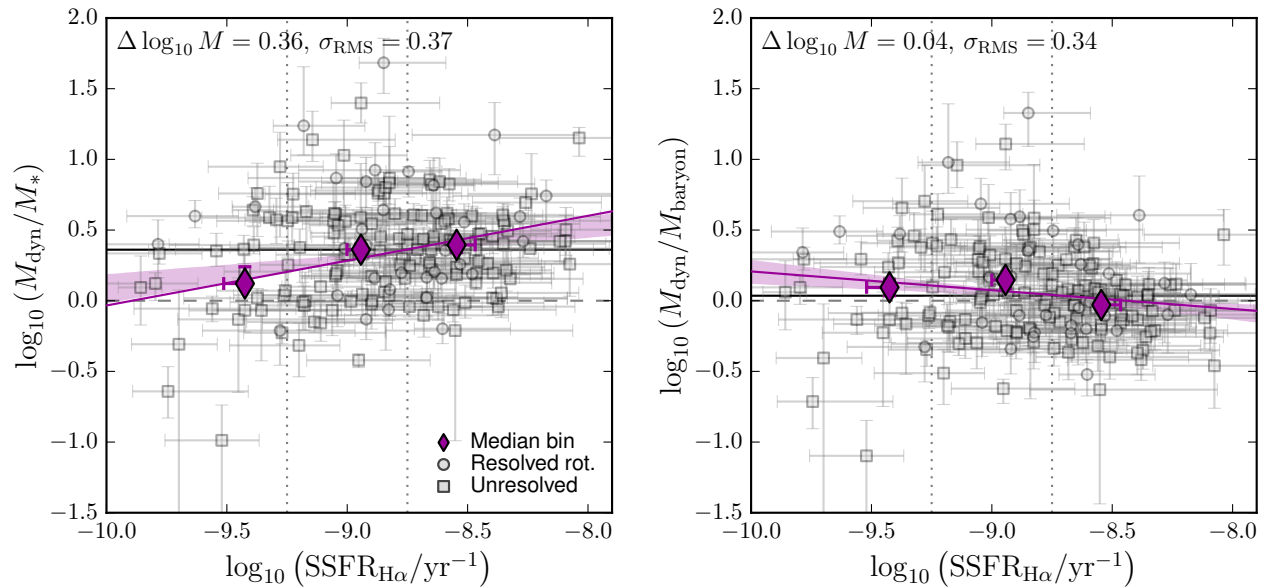 Δ log₁₀ M = 0.36, σ_RMS = 0.37
2.0
1.5
1.0
0.5
0.0
−0.5
−1.0
−1.5
log₁₀ (M_dyn/M_*)
Median bin
Resolved rot.
Unresolved
−10.0 −9.5 −9.0 −8.5 −8.0
log₁₀ (SSFR_Hα/yr⁻¹)
Δ log₁₀ M = 0.04, σ_RMS = 0.34
2.0
1.5
1.0
0.5
0.0
−0.5
−1.0
−1.5
log₁₀ (M_dyn/M_baryon)
−10.0 −9.5 −9.0 −8.5 −8.0
log₁₀ (SSFR_Hα/yr⁻¹)